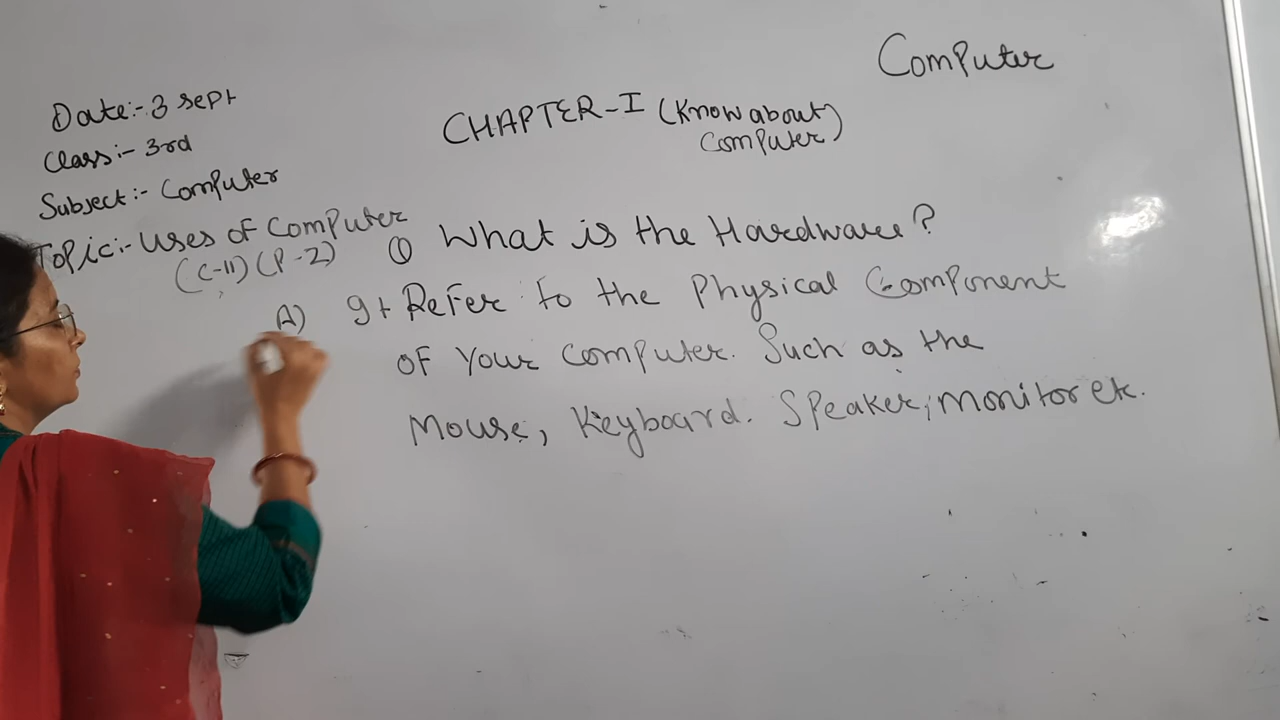 Computer
CHAPTER-I (Know about
Computer)
Date:- 3 sept
Class:- 3rd
Subject:- Computer
Topic:- Uses of Computer
(C-11) (P-2)
① What is the Hardware?
A) It Refer to the Physical Component
of Your Computer. Such as the
Mouse, Keyboard. Speaker, monitor etc.